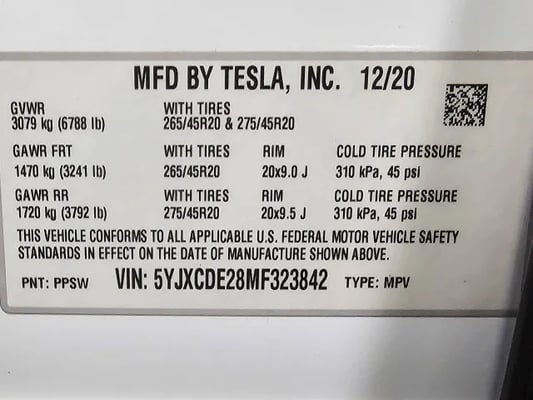 MFD BY TESLA, INC. 12/20
GVWR WITH TIRES
3079 kg (6788 lb) 265/45R20 & 275/45R20
GAWR FRT WITH TIRES RIM COLD TIRE PRESSURE
1470 kg (3241 lb) 265/45R20 20x9.0 J 310 kPa, 45 psi
GAWR RR WITH TIRES RIM COLD TIRE PRESSURE
1720 kg (3792 lb) 275/45R20 20x9.5 J 310 kPa, 45 psi
THIS VEHICLE CONFORMS TO ALL APPLICABLE U.S. FEDERAL MOTOR VEHICLE SAFETY
STANDARDS IN EFFECT ON THE DATE OF MANUFACTURE SHOWN ABOVE.
PNT: PPSW VIN: 5YJXCDE28MF323842 TYPE: MPV